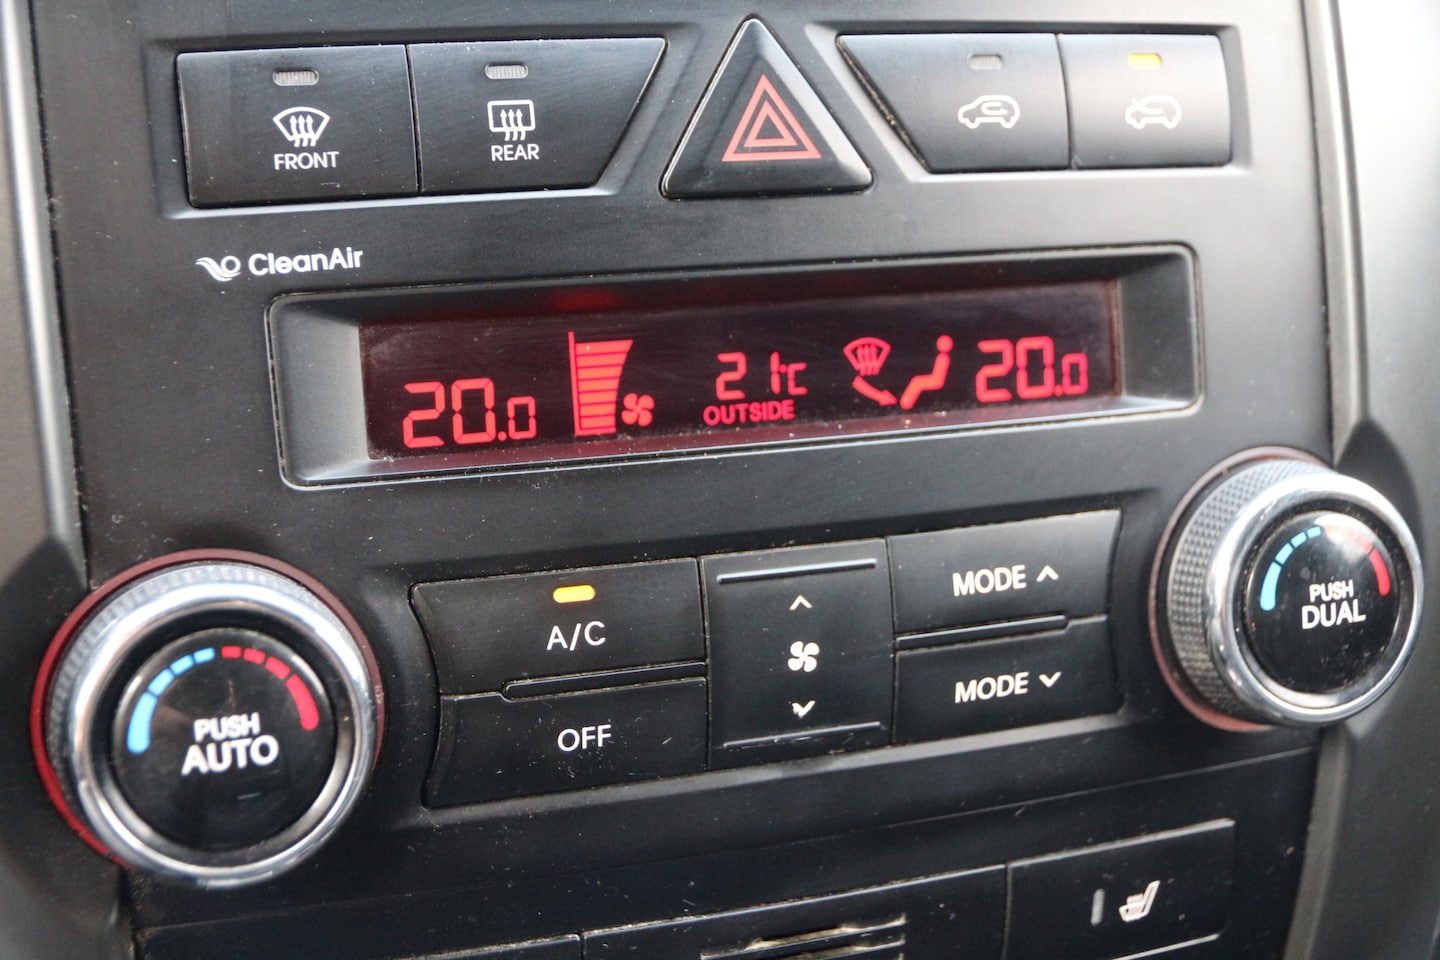 FRONT
REAR
CleanAir
20.0
21°C
OUTSIDE
20.0
A/C
OFF
MODE
MODE
PUSH
AUTO
PUSH
DUAL